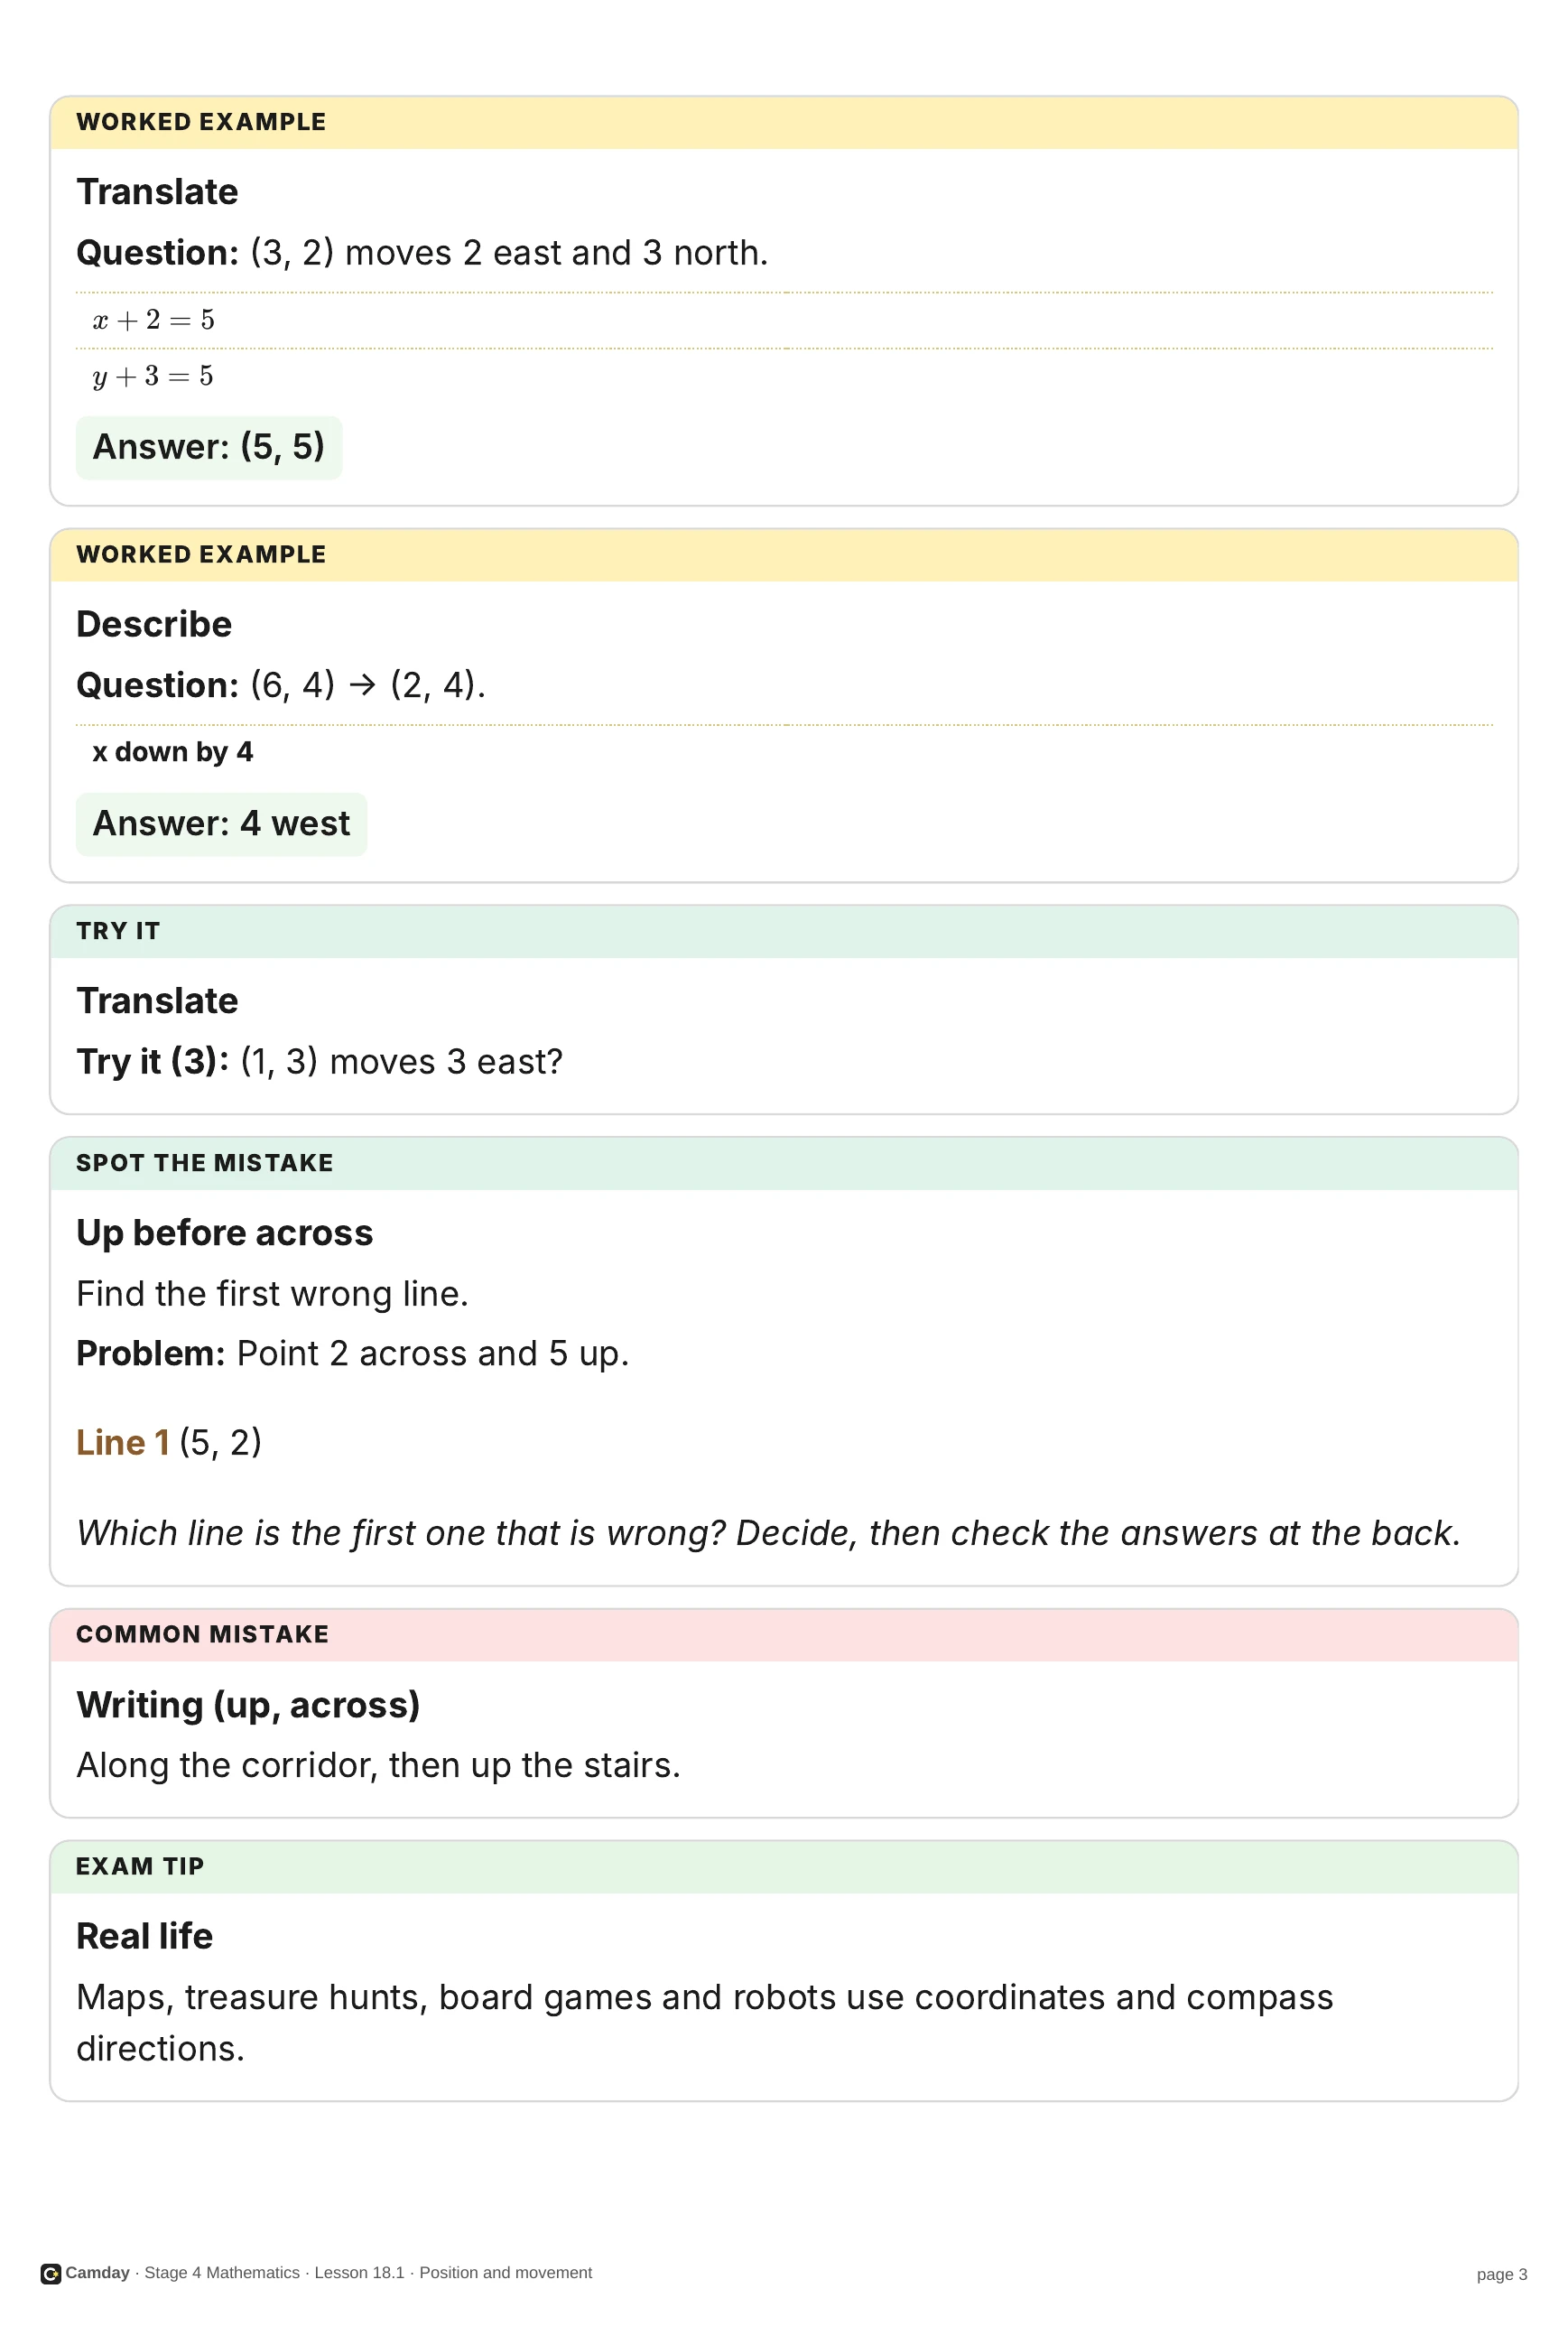 WORKED EXAMPLE
Translate
Question: (3, 2) moves 2 east and 3 north.
x + 2 = 5
y + 3 = 5
Answer: (5, 5)
WORKED EXAMPLE
Describe
Question: (6, 4) → (2, 4).
x down by 4
Answer: 4 west
TRY IT
Translate
Try it (3): (1, 3) moves 3 east?
SPOT THE MISTAKE
Up before across
Find the first wrong line.
Problem: Point 2 across and 5 up.
Line 1 (5, 2)
Which line is the first one that is wrong? Decide, then check the answers at the back.
COMMON MISTAKE
Writing (up, across)
Along the corridor, then up the stairs.
EXAM TIP
Real life
Maps, treasure hunts, board games and robots use coordinates and compass
directions.
Camday · Stage 4 Mathematics · Lesson 18.1 · Position and movement
page 3